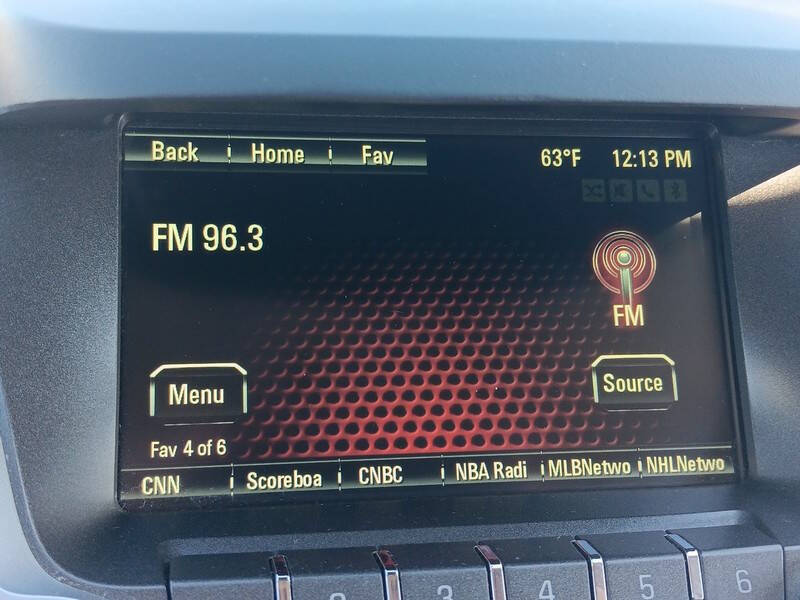 Back Home Fav 63°F 12:13 PM
FM 96.3
FM
Menu Source
Fav 4 of 6
CNN Scoreboa CNBC NBA Radi MLBNetwo NHLNetwo
2 3 4 5 6